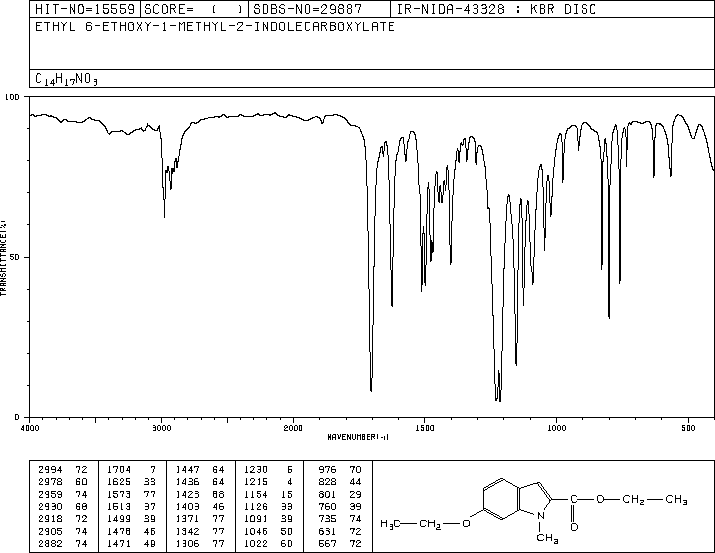 HIT-NO=15559 SCORE= ( ) SDBS-NO=29887 IR-NIDA-43328 : KBR DISC
ETHYL 6-ETHOXY-1-METHYL-2-INDOLECARBOXYLATE
C14H17NO3
100
50
0
TRANSMITTANCE(%)
4000 3000 2000 1500 1000 500
WAVENUMBER(-1)
2994 72 1704 7 1447 64 1230 6 976 70
2978 60 1625 33 1436 64 1215 4 828 44
2959 74 1573 77 1423 68 1154 15 801 29
2930 68 1513 37 1403 46 1126 33 760 39
2918 72 1499 39 1371 77 1091 39 735 74
2905 74 1478 46 1342 77 1046 50 631 72
2882 74 1471 49 1306 77 1022 60 567 72
H3C CH2 O N CH3 C O O CH2 CH3